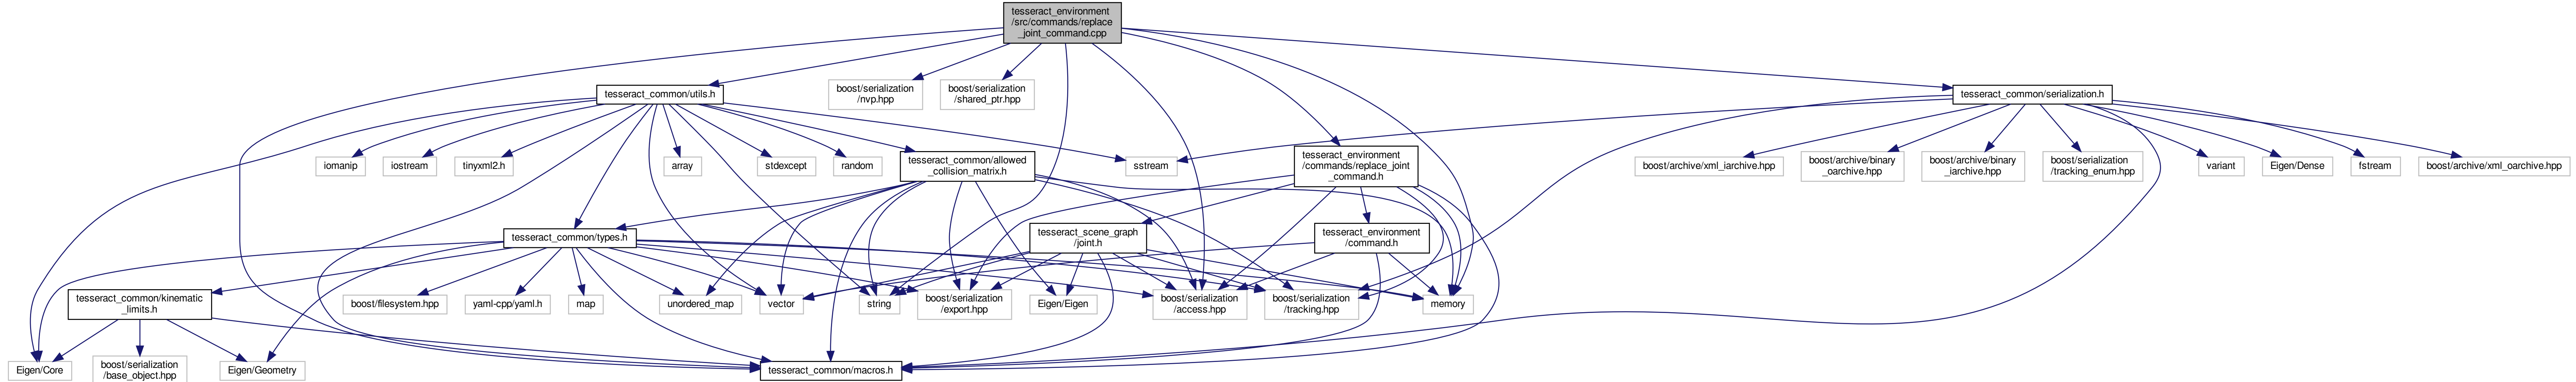 tesseract_environment
/src/commands/replace
_joint_command.cpp
tesseract_common/utils.h
boost/serialization
/nvp.hpp
boost/serialization
/shared_ptr.hpp
tesseract_common/serialization.h
iomanip
iostream
tinyxml2.h
array
stdexcept
random
tesseract_common/allowed
_collision_matrix.h
sstream
tesseract_environment
/commands/replace_joint
_command.h
boost/archive/xml_iarchive.hpp
boost/archive/binary
_oarchive.hpp
boost/archive/binary
_iarchive.hpp
boost/serialization
/tracking_enum.hpp
variant
Eigen/Dense
fstream
boost/archive/xml_oarchive.hpp
tesseract_common/types.h
tesseract_scene_graph
/joint.h
tesseract_environment
/command.h
tesseract_common/kinematic
_limits.h
boost/filesystem.hpp
yaml-cpp/yaml.h
map
unordered_map
vector
string
boost/serialization
/export.hpp
Eigen/Eigen
boost/serialization
/access.hpp
boost/serialization
/tracking.hpp
memory
Eigen/Core
boost/serialization
/base_object.hpp
Eigen/Geometry
tesseract_common/macros.h